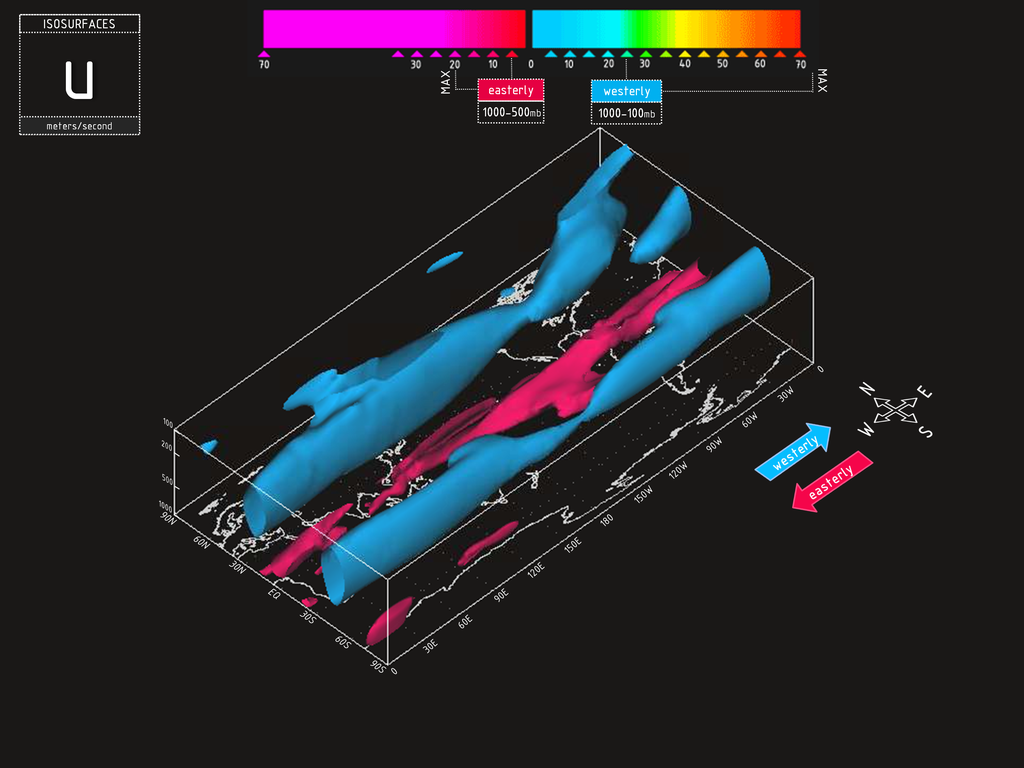 ISOSURFACES
u
meters/second
70 30 20 10 0 10 20 30 40 50 60 70
MAX
MAX
easterly
1000-500mb
westerly
1000-100mb
100
200
500
1000
90N
60N
30N
EQ
30S
60S
90S
0
30E
60E
90E
120E
150E
180
150W
120W
90W
60W
30W
0
N
E
W
S
westerly
easterly